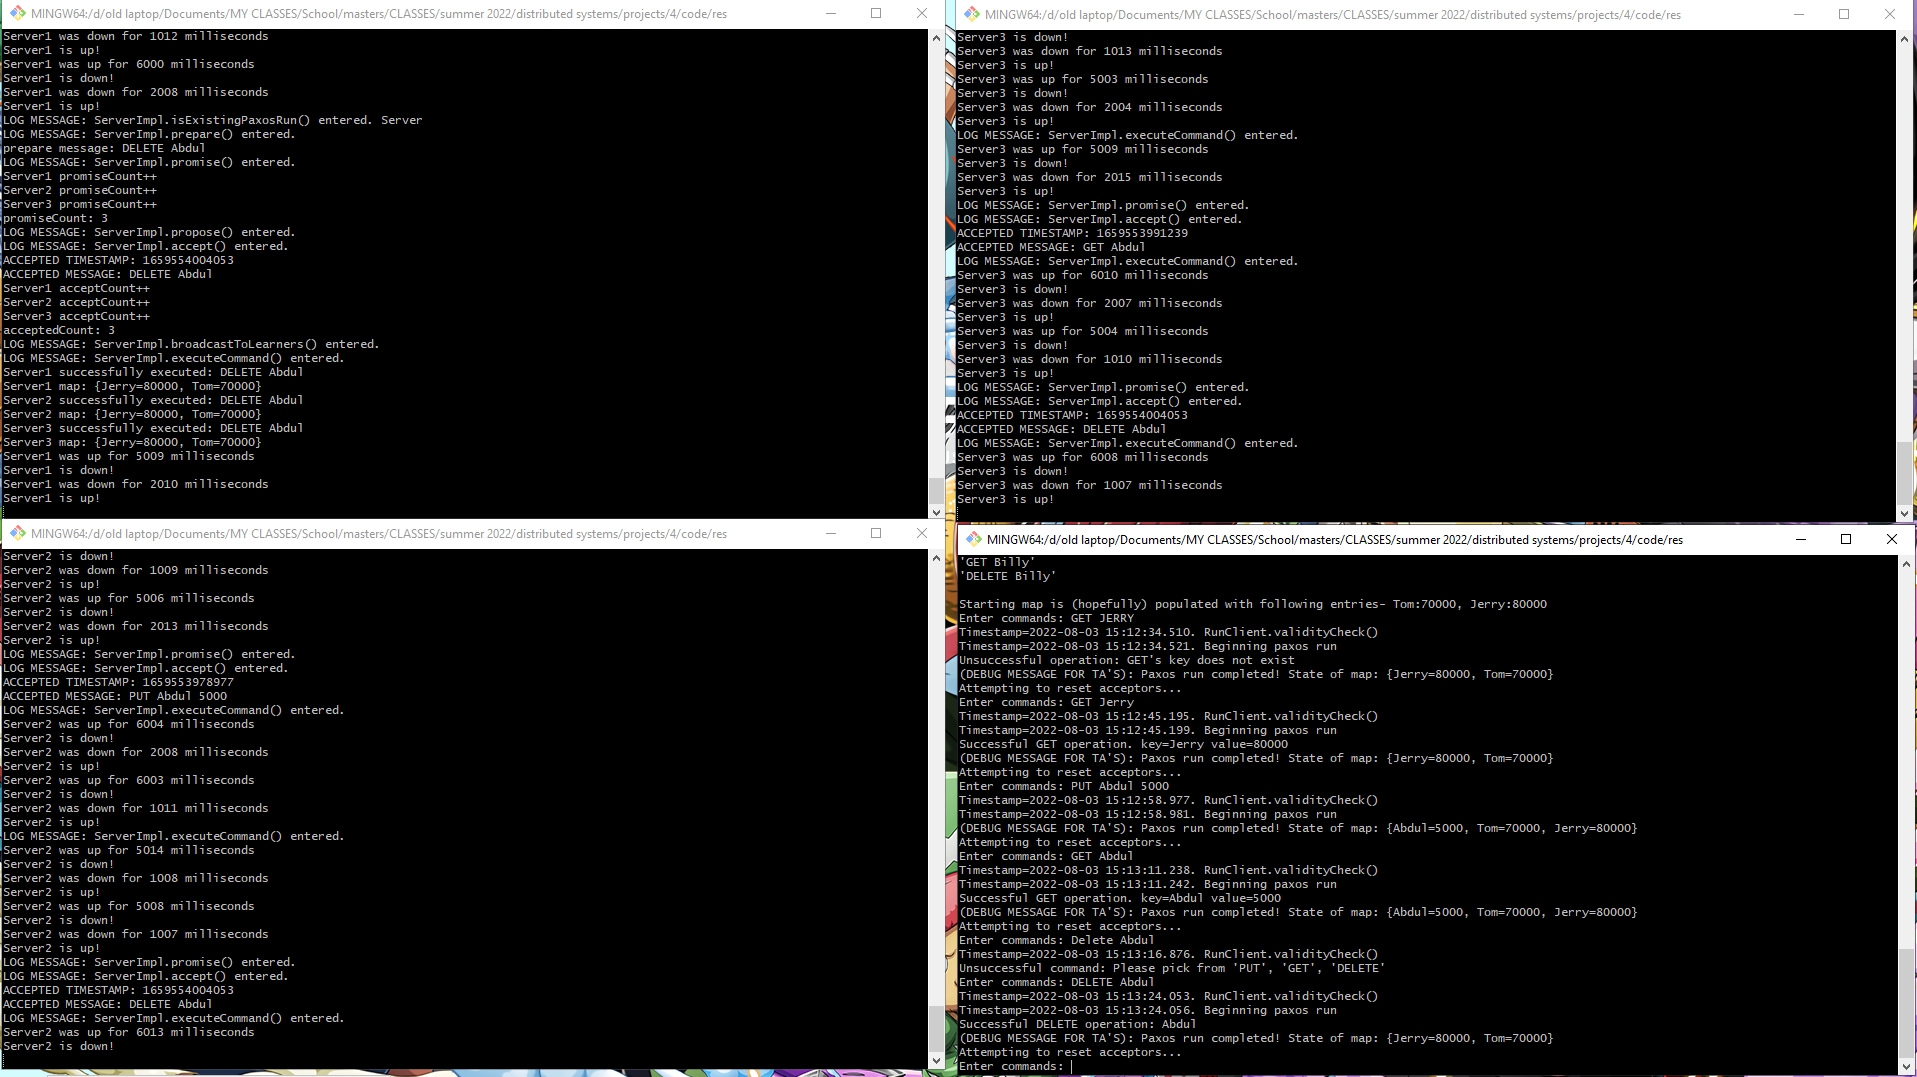 MINGW64:/d/old laptop/Documents/MY CLASSES/School/masters/CLASSES/summer 2022/distributed systems/projects/4/code/res
Server1 was down for 1012 milliseconds
Server1 is up!
Server1 was up for 6000 milliseconds
Server1 is down!
Server1 was down for 2008 milliseconds
Server1 is up!
LOG MESSAGE: ServerImpl.isExistingPaxosRun() entered. Server
LOG MESSAGE: ServerImpl.prepare() entered.
prepare message: DELETE Abdul
LOG MESSAGE: ServerImpl.promise() entered.
Server1 promiseCount++
Server2 promiseCount++
Server3 promiseCount++
promiseCount: 3
LOG MESSAGE: ServerImpl.propose() entered.
LOG MESSAGE: ServerImpl.accept() entered.
ACCEPTED TIMESTAMP: 1659554004053
ACCEPTED MESSAGE: DELETE Abdul
Server1 acceptCount++
Server2 acceptCount++
Server3 acceptCount++
acceptedCount: 3
LOG MESSAGE: ServerImpl.broadcastToLearners() entered.
LOG MESSAGE: ServerImpl.executeCommand() entered.
Server1 successfully executed: DELETE Abdul
Server1 map: {Jerry=80000, Tom=70000}
Server2 successfully executed: DELETE Abdul
Server2 map: {Jerry=80000, Tom=70000}
Server3 successfully executed: DELETE Abdul
Server3 map: {Jerry=80000, Tom=70000}
Server1 was up for 5009 milliseconds
Server1 is down!
Server1 was down for 2010 milliseconds
Server1 is up!
MINGW64:/d/old laptop/Documents/MY CLASSES/School/masters/CLASSES/summer 2022/distributed systems/projects/4/code/res
Server3 is down!
Server3 was down for 1013 milliseconds
Server3 is up!
Server3 was up for 5003 milliseconds
Server3 is down!
Server3 was down for 2004 milliseconds
Server3 is up!
LOG MESSAGE: ServerImpl.executeCommand() entered.
Server3 was up for 5009 milliseconds
Server3 is down!
Server3 was down for 2015 milliseconds
Server3 is up!
LOG MESSAGE: ServerImpl.promise() entered.
LOG MESSAGE: ServerImpl.accept() entered.
ACCEPTED TIMESTAMP: 1659553991239
ACCEPTED MESSAGE: GET Abdul
LOG MESSAGE: ServerImpl.executeCommand() entered.
Server3 was up for 6010 milliseconds
Server3 is down!
Server3 was down for 2007 milliseconds
Server3 is up!
Server3 was up for 5004 milliseconds
Server3 is down!
Server3 was down for 1010 milliseconds
Server3 is up!
LOG MESSAGE: ServerImpl.promise() entered.
LOG MESSAGE: ServerImpl.accept() entered.
ACCEPTED TIMESTAMP: 1659554004053
ACCEPTED MESSAGE: DELETE Abdul
LOG MESSAGE: ServerImpl.executeCommand() entered.
Server3 was up for 6008 milliseconds
Server3 is down!
Server3 was down for 1007 milliseconds
Server3 is up!
MINGW64:/d/old laptop/Documents/MY CLASSES/School/masters/CLASSES/summer 2022/distributed systems/projects/4/code/res
Server2 is down!
Server2 was down for 1009 milliseconds
Server2 is up!
Server2 was up for 5006 milliseconds
Server2 is down!
Server2 was down for 2013 milliseconds
Server2 is up!
LOG MESSAGE: ServerImpl.promise() entered.
LOG MESSAGE: ServerImpl.accept() entered.
ACCEPTED TIMESTAMP: 1659553978977
ACCEPTED MESSAGE: PUT Abdul 5000
LOG MESSAGE: ServerImpl.executeCommand() entered.
Server2 was up for 6004 milliseconds
Server2 is down!
Server2 was down for 2008 milliseconds
Server2 is up!
Server2 was up for 6003 milliseconds
Server2 is down!
Server2 was down for 1011 milliseconds
Server2 is up!
LOG MESSAGE: ServerImpl.executeCommand() entered.
Server2 was up for 5014 milliseconds
Server2 is down!
Server2 was down for 1008 milliseconds
Server2 is up!
Server2 was up for 5008 milliseconds
Server2 is down!
Server2 was down for 1007 milliseconds
Server2 is up!
LOG MESSAGE: ServerImpl.promise() entered.
LOG MESSAGE: ServerImpl.accept() entered.
ACCEPTED TIMESTAMP: 1659554004053
ACCEPTED MESSAGE: DELETE Abdul
LOG MESSAGE: ServerImpl.executeCommand() entered.
Server2 was up for 6013 milliseconds
Server2 is down!
MINGW64:/d/old laptop/Documents/MY CLASSES/School/masters/CLASSES/summer 2022/distributed systems/projects/4/code/res
'GET Billy'
'DELETE Billy'
Starting map is (hopefully) populated with following entries- Tom:70000, Jerry:80000
Enter commands: GET JERRY
Timestamp=2022-08-03 15:12:34.510. RunClient.validityCheck()
Timestamp=2022-08-03 15:12:34.521. Beginning paxos run
Unsuccessful operation: GET's key does not exist
(DEBUG MESSAGE FOR TA'S): Paxos run completed! State of map: {Jerry=80000, Tom=70000}
Attempting to reset acceptors...
Enter commands: GET Jerry
Timestamp=2022-08-03 15:12:45.195. RunClient.validityCheck()
Timestamp=2022-08-03 15:12:45.199. Beginning paxos run
Successful GET operation. key=Jerry value=80000
(DEBUG MESSAGE FOR TA'S): Paxos run completed! State of map: {Jerry=80000, Tom=70000}
Attempting to reset acceptors...
Enter commands: PUT Abdul 5000
Timestamp=2022-08-03 15:12:58.977. RunClient.validityCheck()
Timestamp=2022-08-03 15:12:58.981. Beginning paxos run
(DEBUG MESSAGE FOR TA'S): Paxos run completed! State of map: {Abdul=5000, Tom=70000, Jerry=80000}
Attempting to reset acceptors...
Enter commands: GET Abdul
Timestamp=2022-08-03 15:13:11.238. RunClient.validityCheck()
Timestamp=2022-08-03 15:13:11.242. Beginning paxos run
Successful GET operation. key=Abdul value=5000
(DEBUG MESSAGE FOR TA'S): Paxos run completed! State of map: {Abdul=5000, Tom=70000, Jerry=80000}
Attempting to reset acceptors...
Enter commands: Delete Abdul
Timestamp=2022-08-03 15:13:16.876. RunClient.validityCheck()
Unsuccessful command: Please pick from 'PUT', 'GET', 'DELETE'
Enter commands: DELETE Abdul
Timestamp=2022-08-03 15:13:24.053. RunClient.validityCheck()
Timestamp=2022-08-03 15:13:24.056. Beginning paxos run
Successful DELETE operation: Abdul
(DEBUG MESSAGE FOR TA'S): Paxos run completed! State of map: {Jerry=80000, Tom=70000}
Attempting to reset acceptors...
Enter commands: